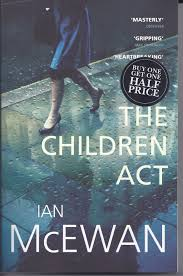 'MASTERLY'
'GRIPPING'
'HEARTBREAKING'
BUY ONE
GET ONE
HALF
PRICE
THE
CHILDREN
ACT
IAN
McEWAN